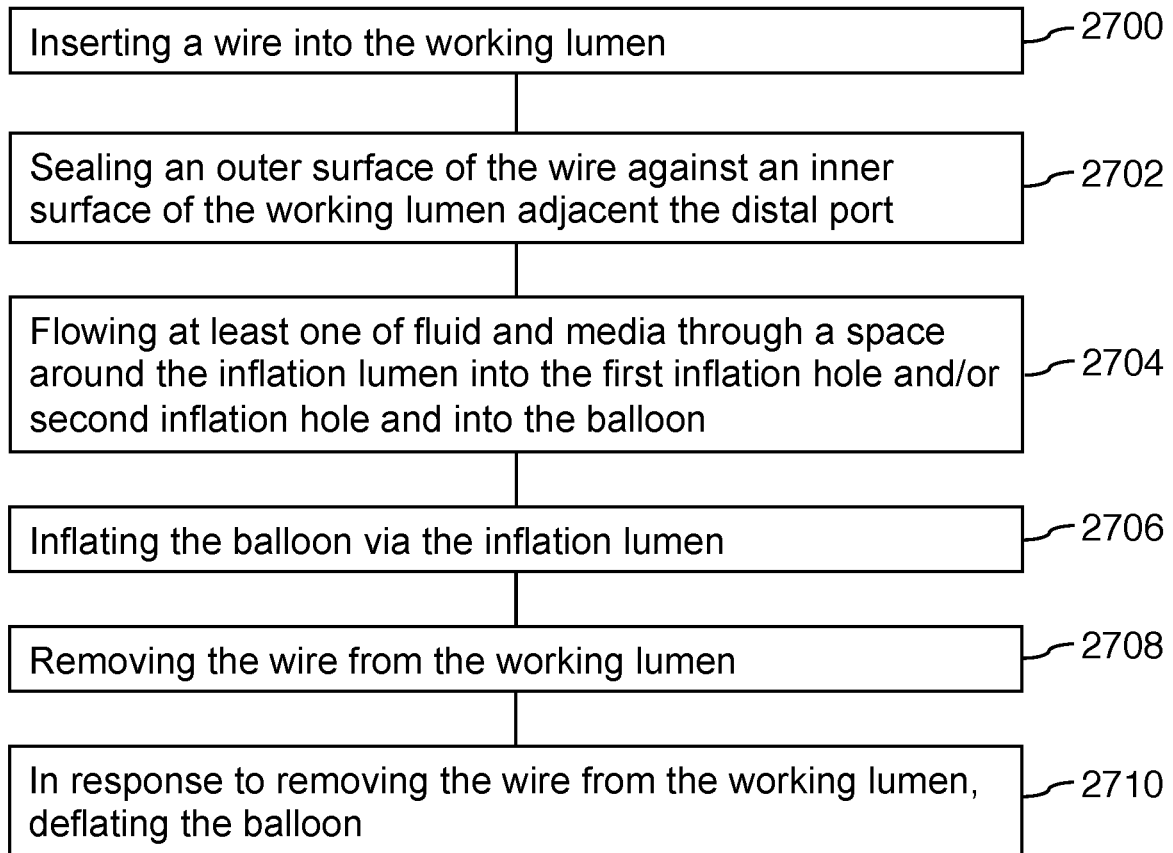 Inserting a wire into the working lumen
2700
Sealing an outer surface of the wire against an inner
surface of the working lumen adjacent the distal port
2702
Flowing at least one of fluid and media through a space
around the inflation lumen into the first inflation hole and/or
second inflation hole and into the balloon
2704
Inflating the balloon via the inflation lumen
2706
Removing the wire from the working lumen
2708
In response to removing the wire from the working lumen,
deflating the balloon
2710